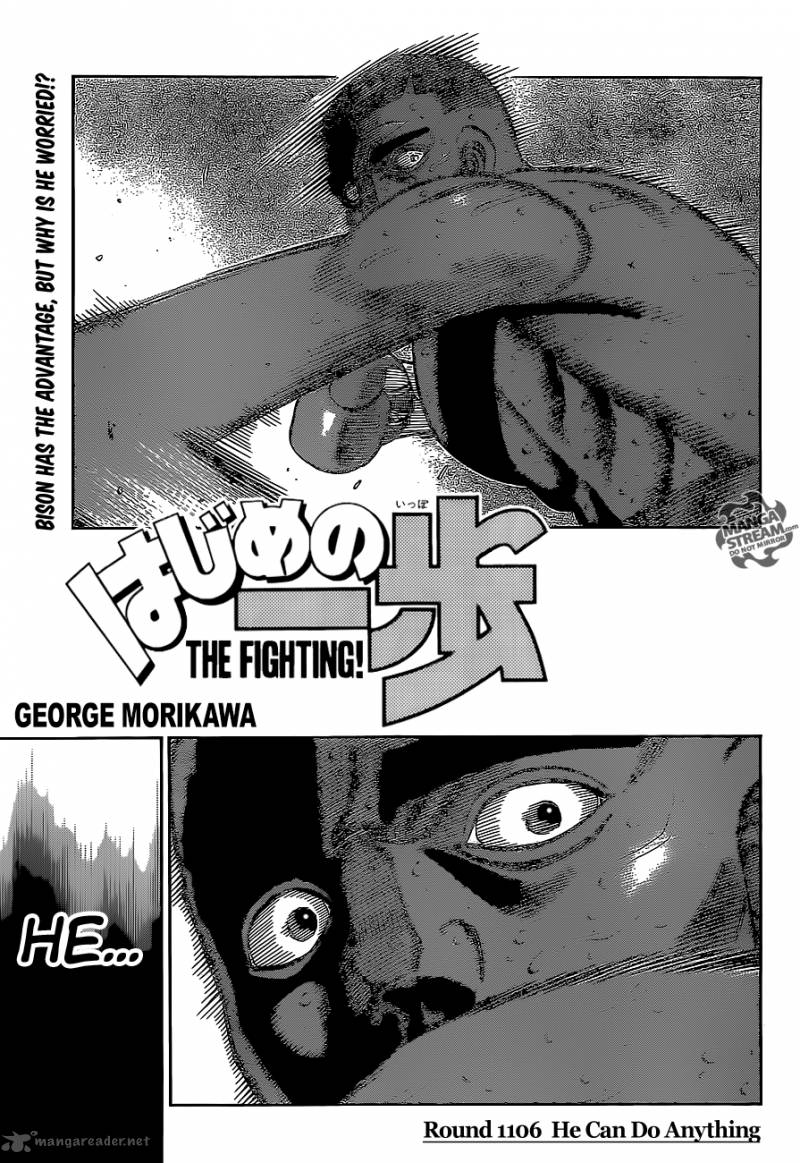 BISON HAS THE ADVANTAGE, BUT WHY IS HE WORRIED!?
MANGA
STREAM.com
DO NOT MIRROR
いっぽ
はじめの一歩
THE FIGHTING!
GEORGE MORIKAWA
HE...
Round 1106 He Can Do Anything
mangareader.net